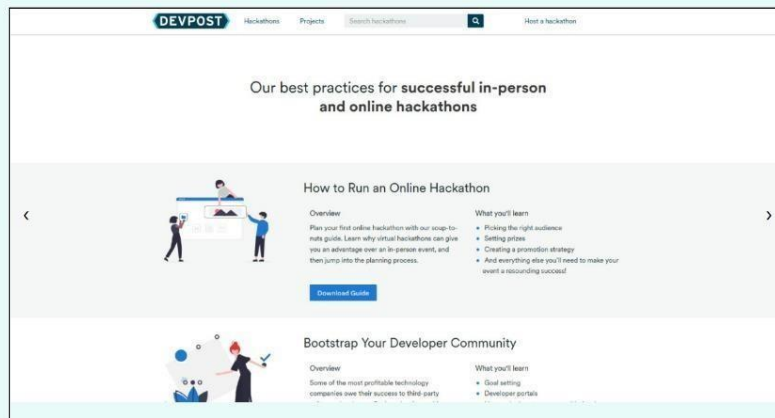 DEVPOST Hackathons Projects Search hackathons Host a hackathon
Our best practices for successful in-person
and online hackathons
How to Run an Online Hackathon
Overview
Plan your first online hackathon with our soup-to-
nuts guide. Learn why virtual hackathons can give
you an advantage over an in-person event, and
then jump into the planning process.
Download Guide
What you'll learn
Picking the right audience
Setting prizes
Creating a promotion strategy
And everything else you'll need to make your
event a resounding success!
Bootstrap Your Developer Community
Overview
Some of the most profitable technology
companies owe their success to third-party
What you'll learn
Goal setting
Developer portals